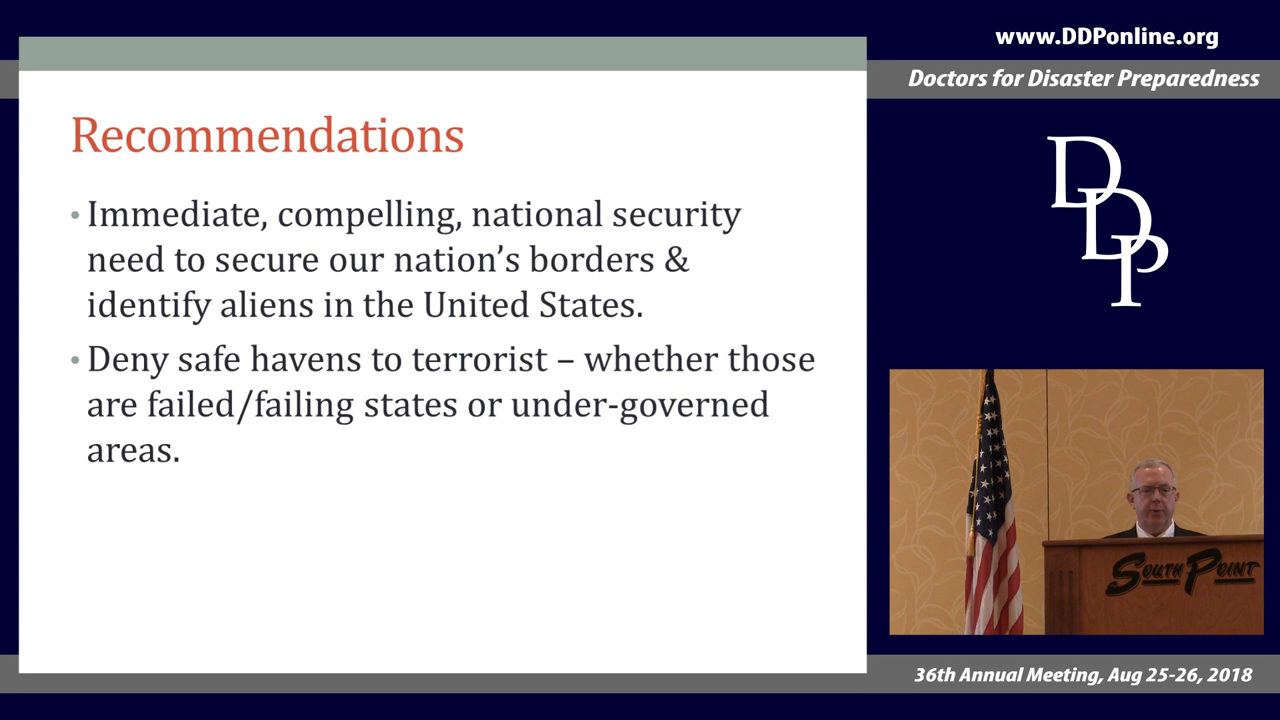 www.DDPonline.org
Doctors for Disaster Preparedness
Recommendations
• Immediate, compelling, national security
need to secure our nation’s borders &
identify aliens in the United States.
• Deny safe havens to terrorist – whether those
are failed/failing states or under-governed
areas.
DDP
SOUTH POINT
36th Annual Meeting, Aug 25-26, 2018